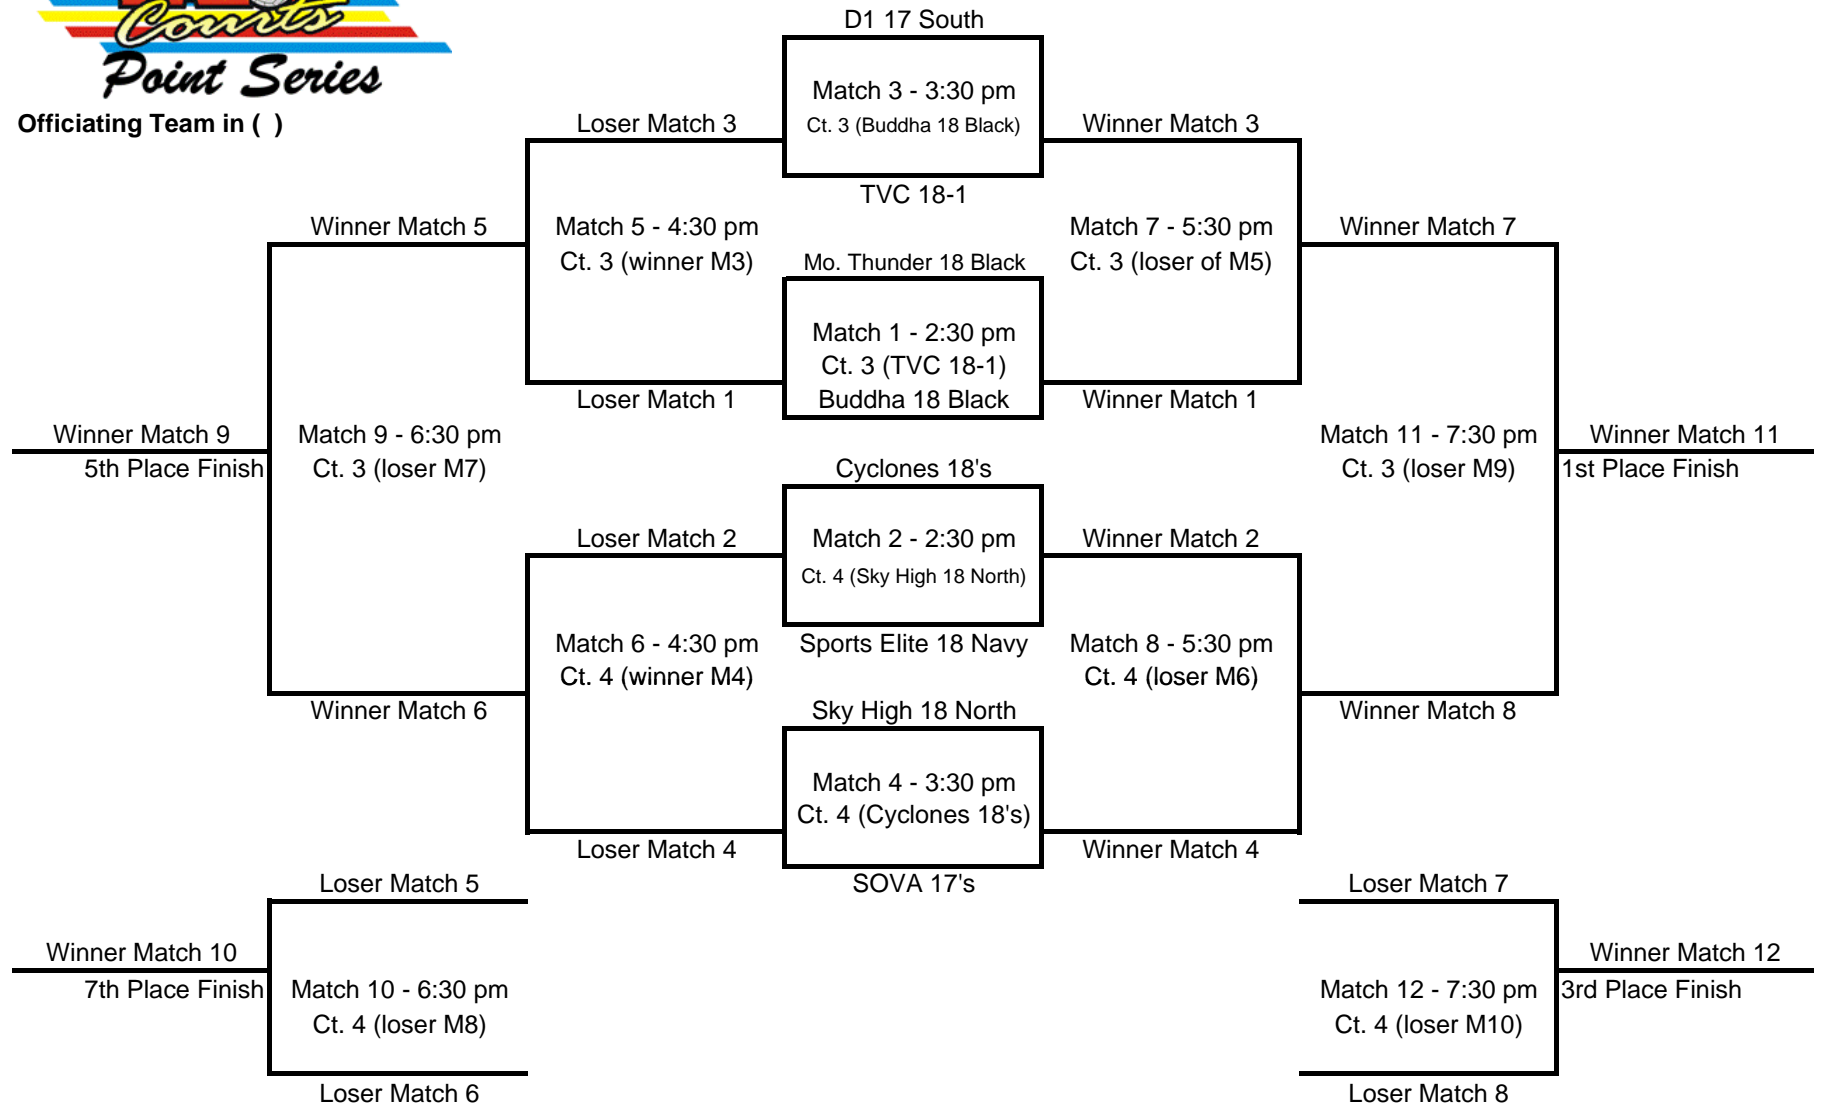 Courts
Point Series
Officiating Team in ( )
D1 17 South
Match 3 - 3:30 pm
Ct. 3 (Buddha 18 Black)
Loser Match 3
Winner Match 3
TVC 18-1
Winner Match 5
Match 5 - 4:30 pm
Ct. 3 (winner M3)
Match 7 - 5:30 pm
Ct. 3 (loser of M5)
Winner Match 7
Mo. Thunder 18 Black
Match 1 - 2:30 pm
Ct. 3 (TVC 18-1)
Buddha 18 Black
Loser Match 1
Winner Match 1
Winner Match 9
5th Place Finish
Match 9 - 6:30 pm
Ct. 3 (loser M7)
Match 11 - 7:30 pm
Ct. 3 (loser M9)
Winner Match 11
1st Place Finish
Cyclones 18's
Loser Match 2
Match 2 - 2:30 pm
Ct. 4 (Sky High 18 North)
Winner Match 2
Sports Elite 18 Navy
Match 6 - 4:30 pm
Ct. 4 (winner M4)
Match 8 - 5:30 pm
Ct. 4 (loser M6)
Winner Match 6
Sky High 18 North
Winner Match 8
Match 4 - 3:30 pm
Ct. 4 (Cyclones 18's)
Loser Match 4
Winner Match 4
SOVA 17's
Loser Match 5
Loser Match 7
Winner Match 10
7th Place Finish
Match 10 - 6:30 pm
Ct. 4 (loser M8)
Match 12 - 7:30 pm
Ct. 4 (loser M10)
Winner Match 12
3rd Place Finish
Loser Match 6
Loser Match 8